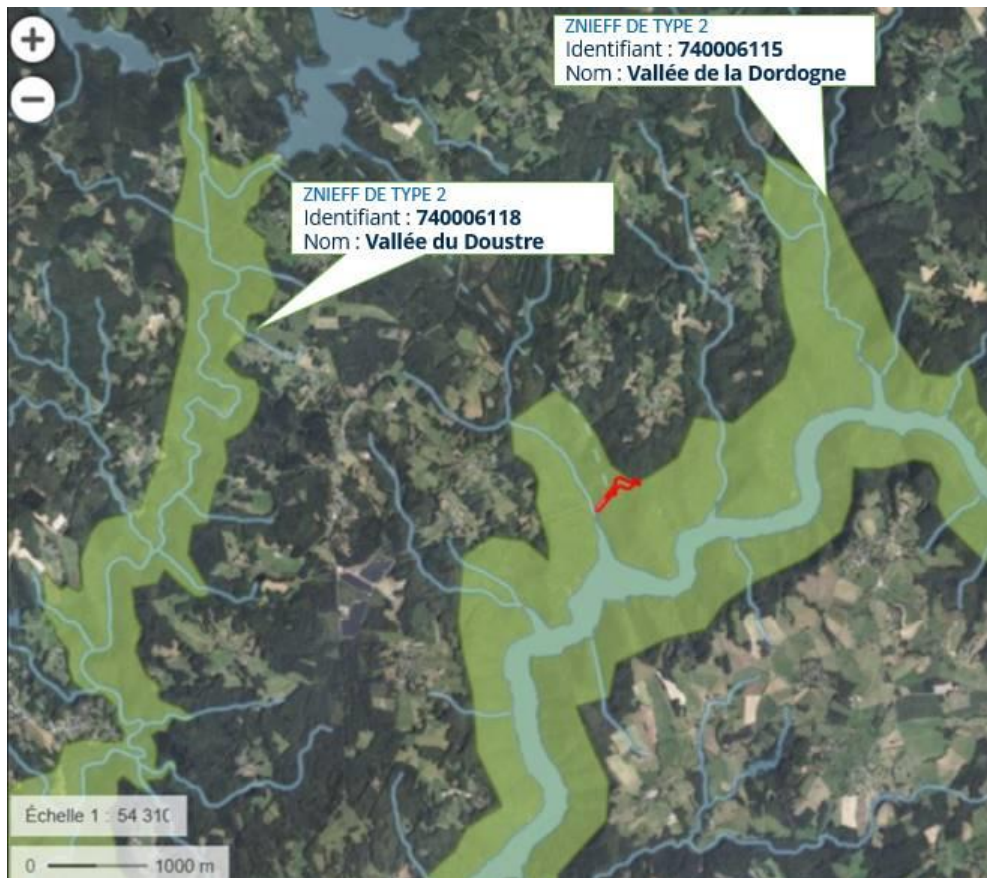 +
−
ZNIEFF DE TYPE 2
Identifiant : 740006115
Nom : Vallée de la Dordogne
ZNIEFF DE TYPE 2
Identifiant : 740006118
Nom : Vallée du Doustre
Échelle 1 : 54 310
0 1000 m